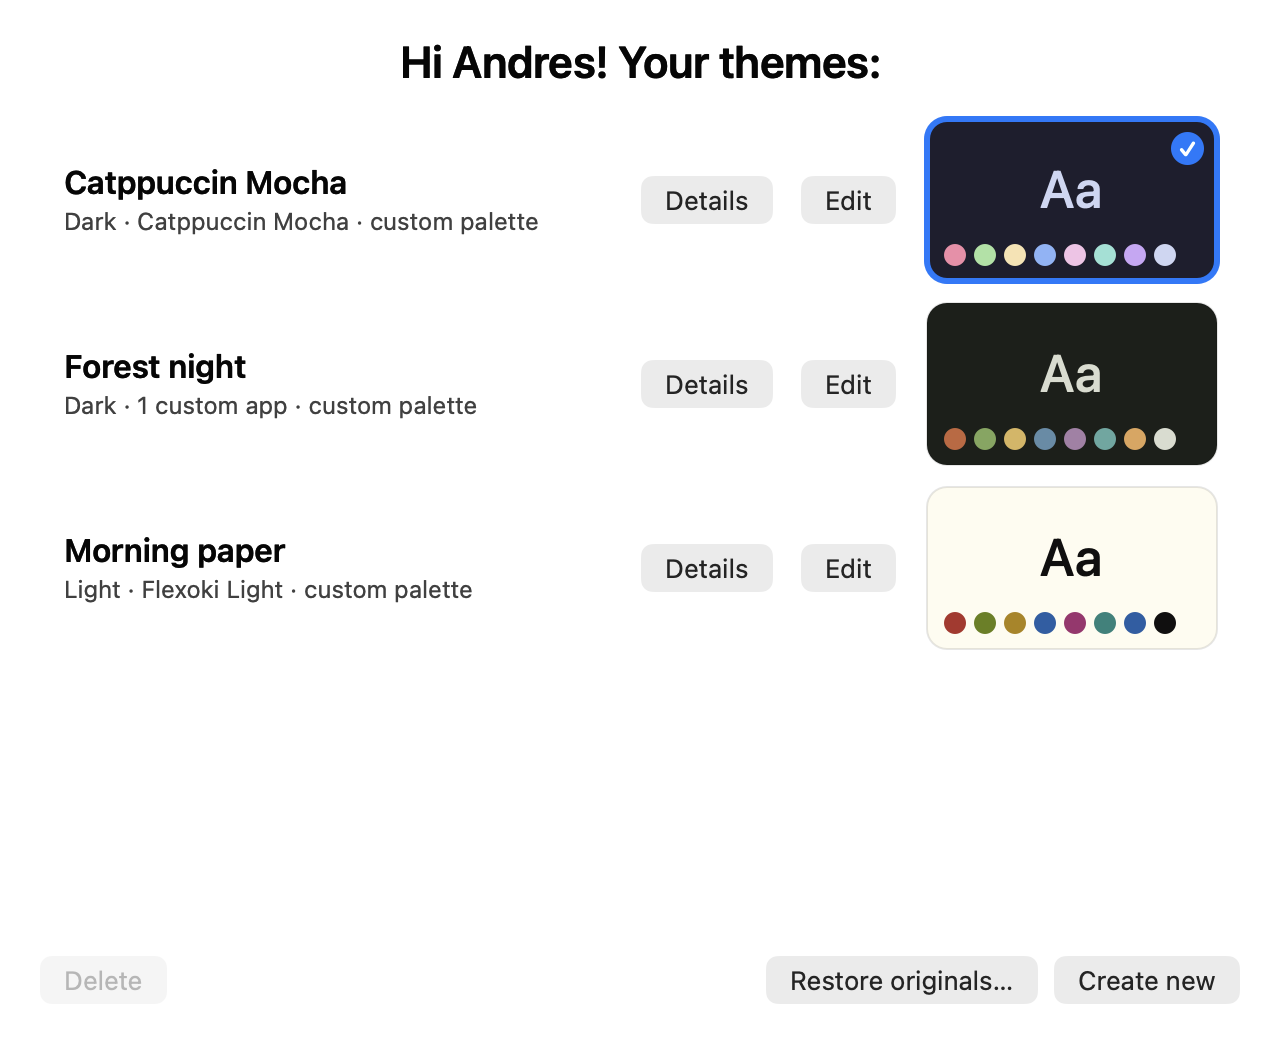 Hi Andres! Your themes:
Catppuccin Mocha
Dark · Catppuccin Mocha · custom palette
Details
Edit
Aa
Forest night
Dark · 1 custom app · custom palette
Details
Edit
Aa
Morning paper
Light · Flexoki Light · custom palette
Details
Edit
Aa
Delete
Restore originals...
Create new